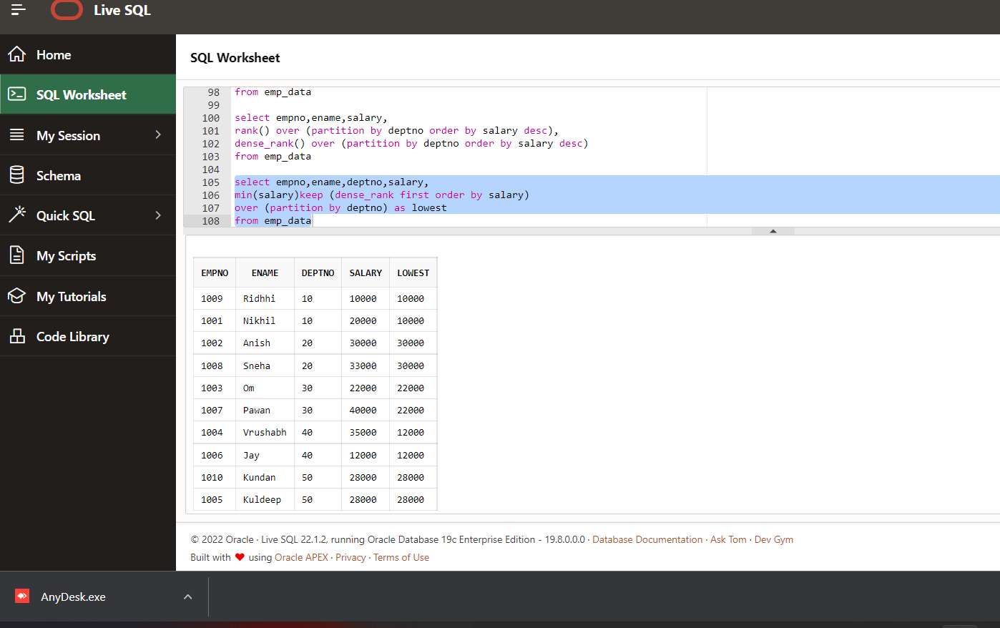 Live SQL
Home
SQL Worksheet
My Session
Schema
Quick SQL
My Scripts
My Tutorials
Code Library
SQL Worksheet
98 from emp_data
99
100 select empno,ename,salary,
101 rank() over (partition by deptno order by salary desc),
102 dense_rank() over (partition by deptno order by salary desc)
103 from emp_data
104
105 select empno,ename,deptno,salary,
106 min(salary)keep (dense_rank first order by salary)
107 over (partition by deptno) as lowest
108 from emp_data
EMPNO ENAME DEPTNO SALARY LOWEST
1009 Ridhhi 10 10000 10000
1001 Nikhil 10 20000 10000
1002 Anish 20 30000 30000
1008 Sneha 20 33000 30000
1003 Om 30 22000 22000
1007 Pawan 30 40000 22000
1004 Vrushabh 40 35000 12000
1006 Jay 40 12000 12000
1010 Kundan 50 28000 28000
1005 Kuldeep 50 28000 28000
© 2022 Oracle · Live SQL 22.1.2, running Oracle Database 19c Enterprise Edition - 19.8.0.0.0 · Database Documentation · Ask Tom · Dev Gym
Built with ❤ using Oracle APEX · Privacy · Terms of Use
AnyDesk.exe